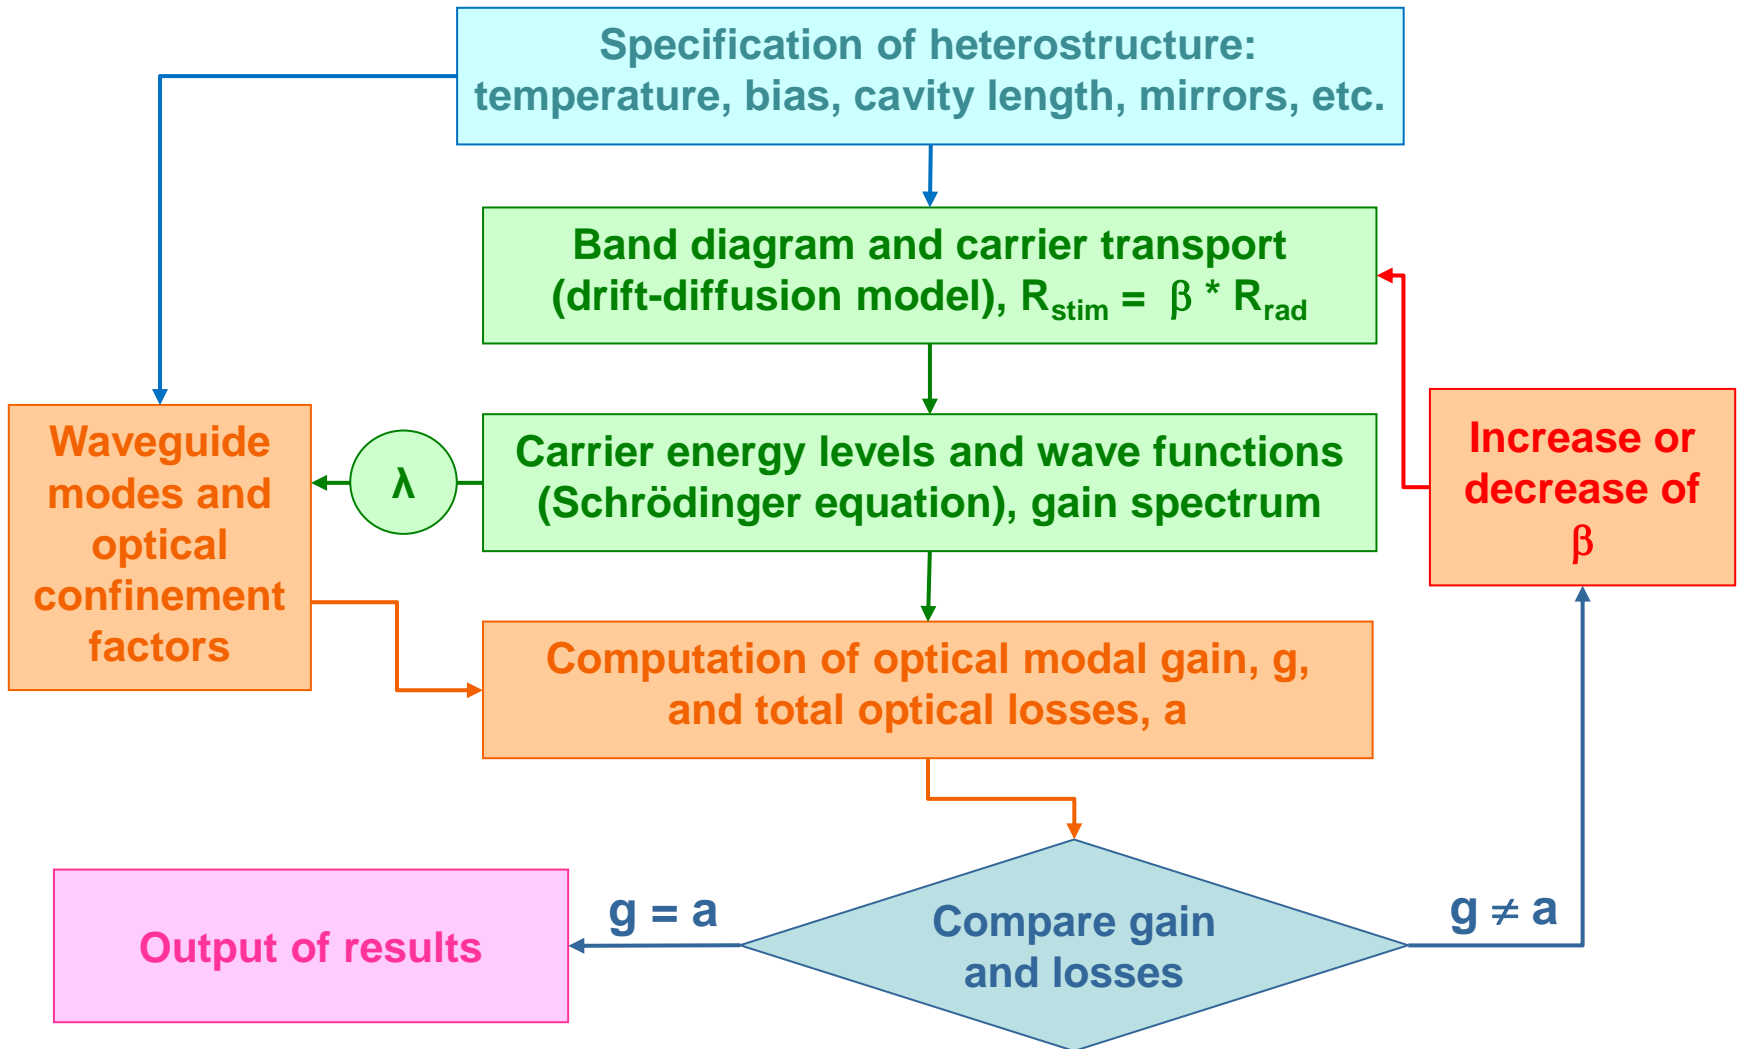 Specification of heterostructure:
temperature, bias, cavity length, mirrors, etc.
Band diagram and carrier transport
(drift-diffusion model), R_stim = β * R_rad
Waveguide
modes and
optical
confinement
factors
λ
Carrier energy levels and wave functions
(Schrödinger equation), gain spectrum
Increase or
decrease of
β
Computation of optical modal gain, g,
and total optical losses, a
Output of results
g = a
Compare gain
and losses
g ≠ a